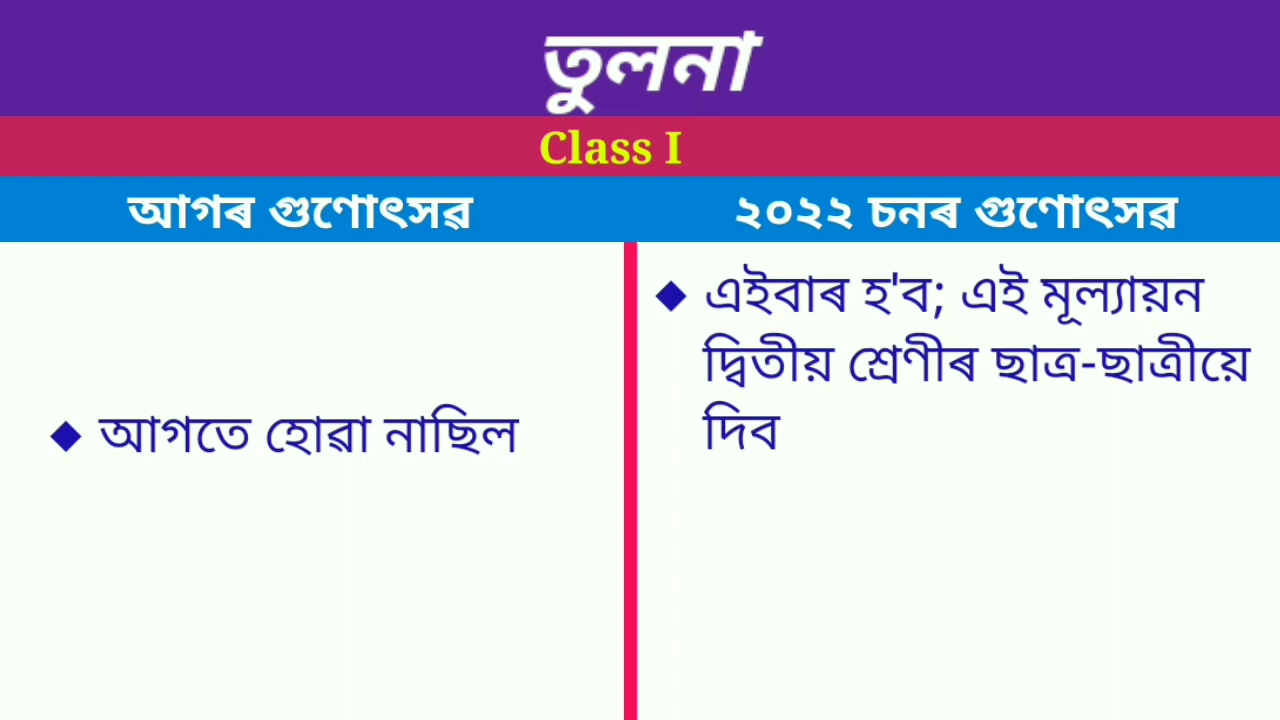 তুলনা
Class I
আগৰ গুণোৎসৱ
২০২২ চনৰ গুণোৎসৱ
◆ আগতে হোৱা নাছিল
◆ এইবাৰ হ'ব; এই মূল্যায়ন
দ্বিতীয় শ্ৰেণীৰ ছাত্ৰ-ছাত্ৰীয়ে
দিব